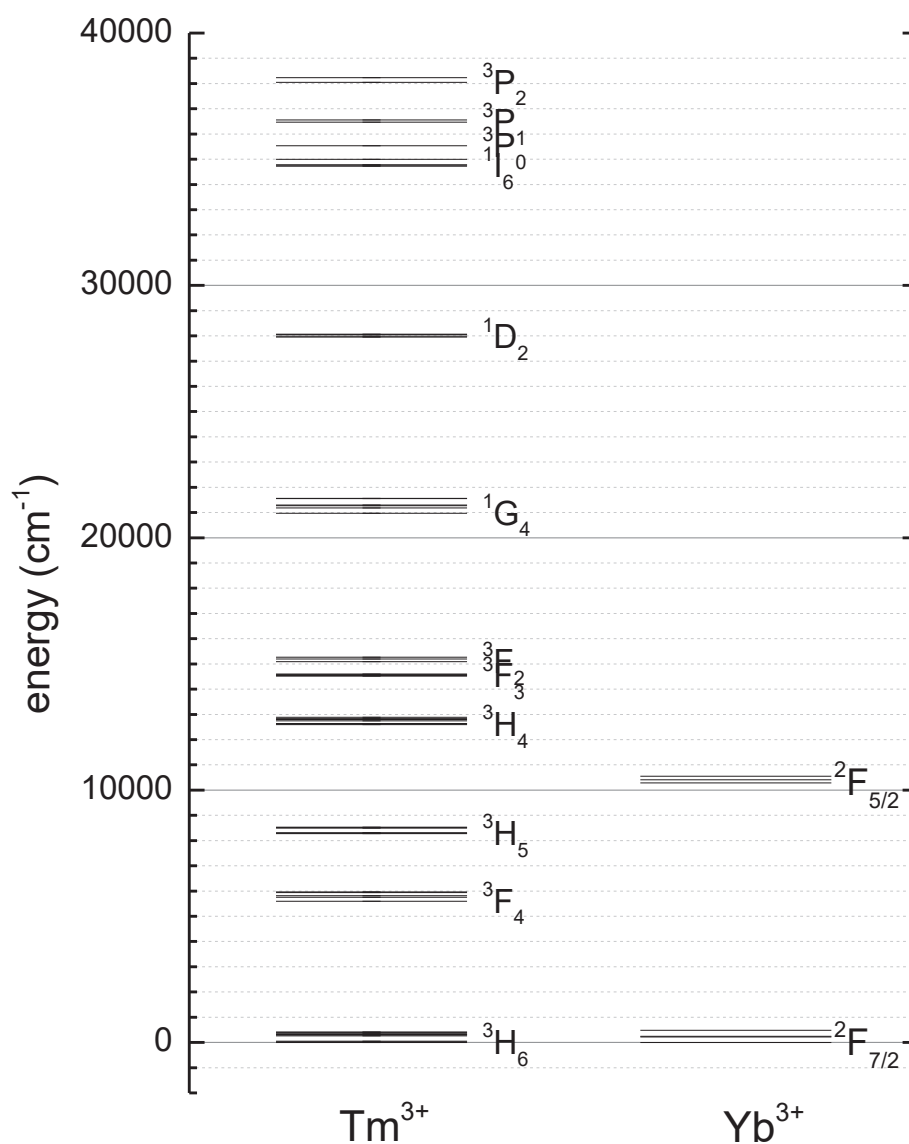 40000
³P₂
³P₁
³P₀
¹I₆
30000
¹D₂
¹G₄
20000
³F₂
³F₃
³H₄
10000
²F₅/₂
³H₅
³F₄
0
³H₆
²F₇/₂
energy (cm⁻¹)
Tm³⁺
Yb³⁺